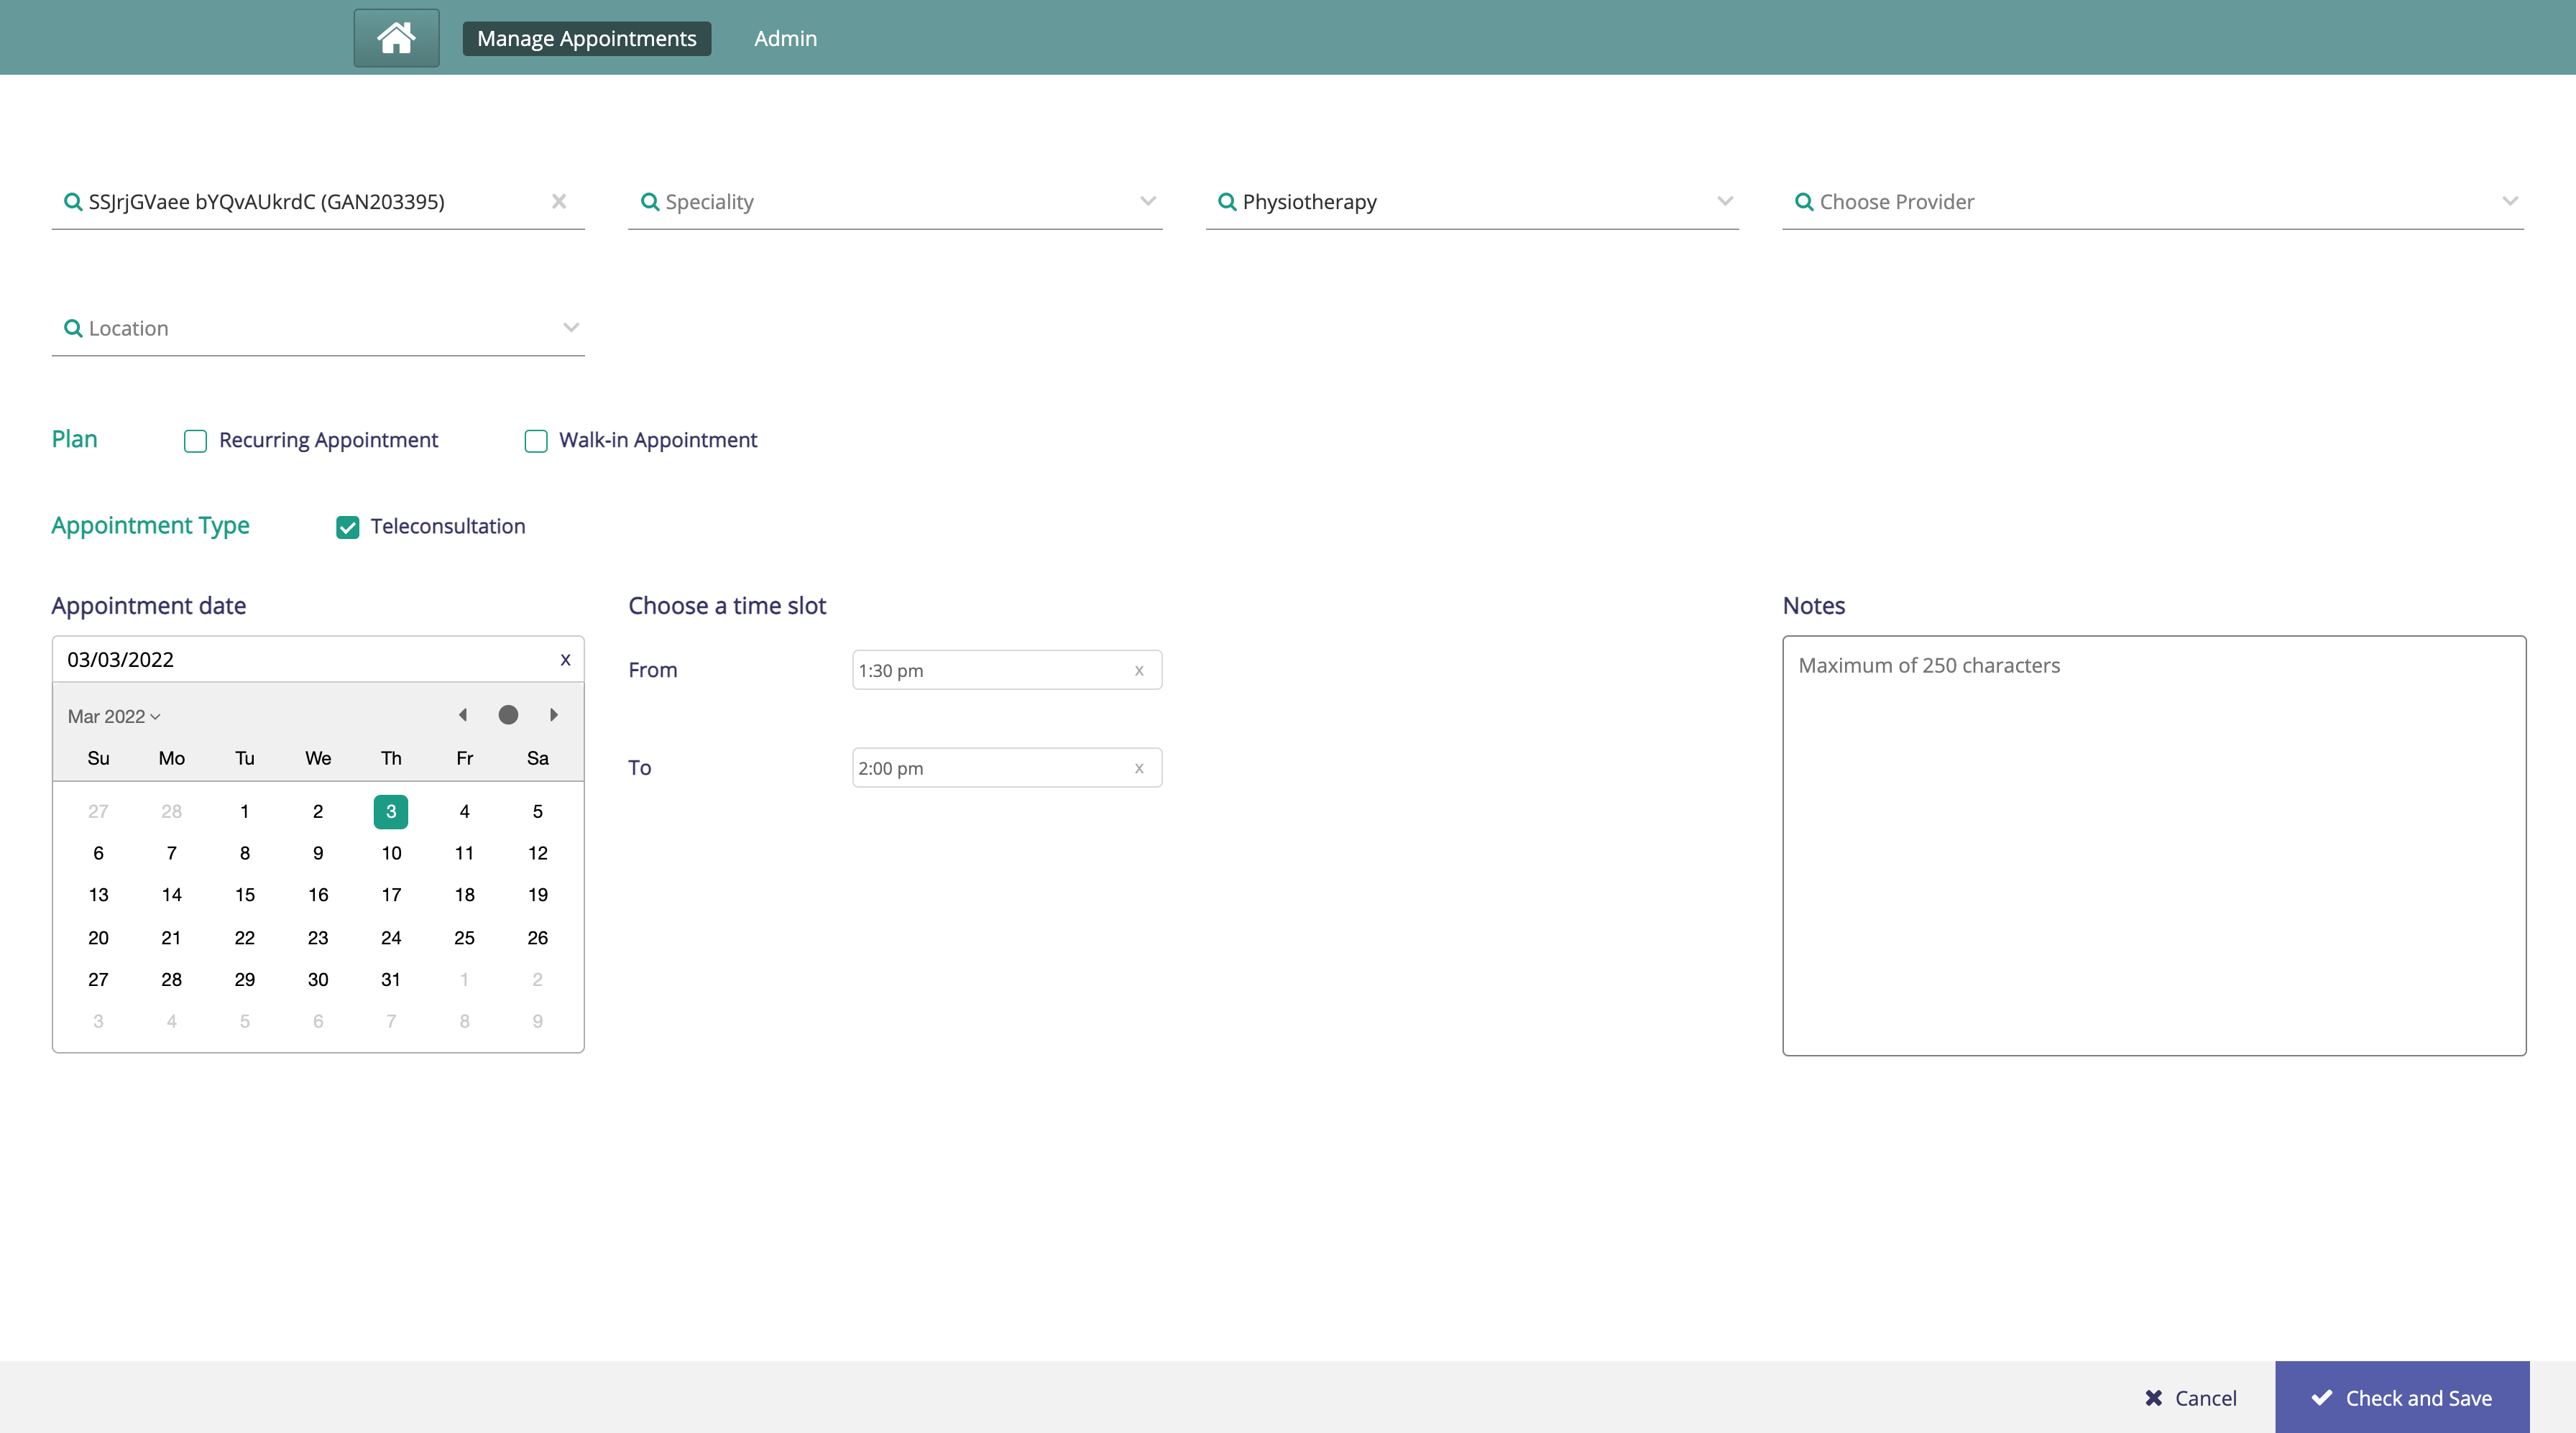 Manage Appointments Admin
SSJrjGVaee bYQvAUkrdC (GAN203395) Speciality Physiotherapy Choose Provider
Location
Plan Recurring Appointment Walk-in Appointment
Appointment Type Teleconsultation
Appointment date Choose a time slot Notes
03/03/2022 x
From 1:30 pm x
Maximum of 250 characters
Mar 2022
To 2:00 pm x
Su Mo Tu We Th Fr Sa
27 28 1 2 3 4 5
6 7 8 9 10 11 12
13 14 15 16 17 18 19
20 21 22 23 24 25 26
27 28 29 30 31 1 2
3 4 5 6 7 8 9
Cancel Check and Save